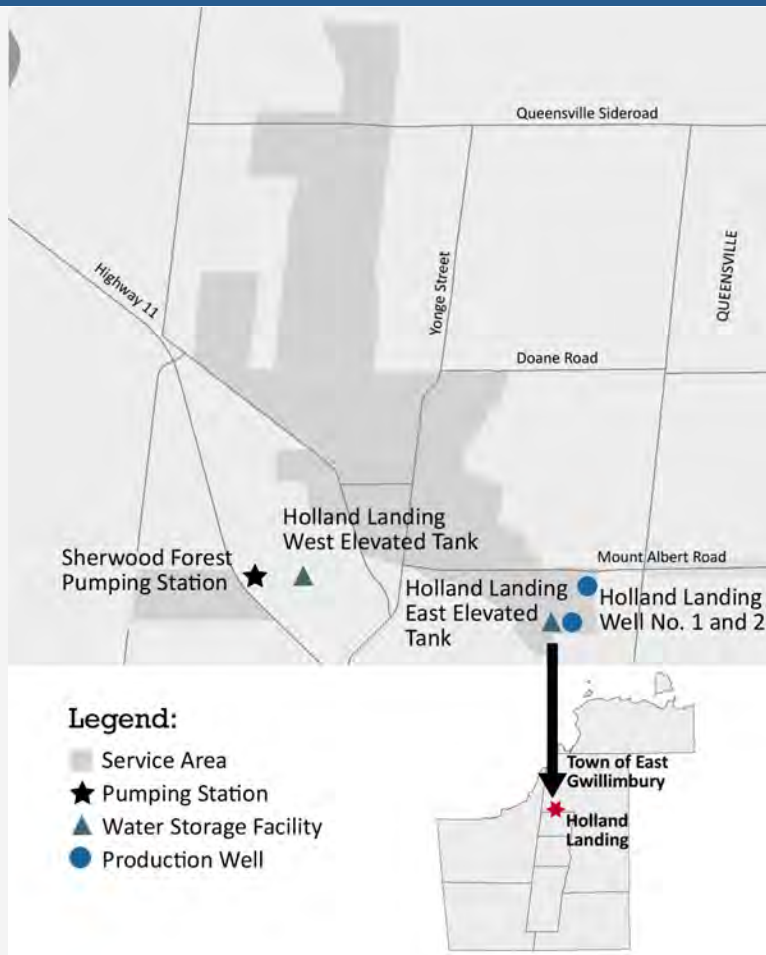 Queensville Sideroad
Highway 11
Yonge Street
QUEENSVILLE
Doane Road
Holland Landing
West Elevated Tank
Sherwood Forest
Pumping Station
Mount Albert Road
Holland Landing
East Elevated
Tank
Holland Landing
Well No. 1 and 2
Legend:
Service Area
Pumping Station
Water Storage Facility
Production Well
Town of East
Gwillimbury
Holland
Landing